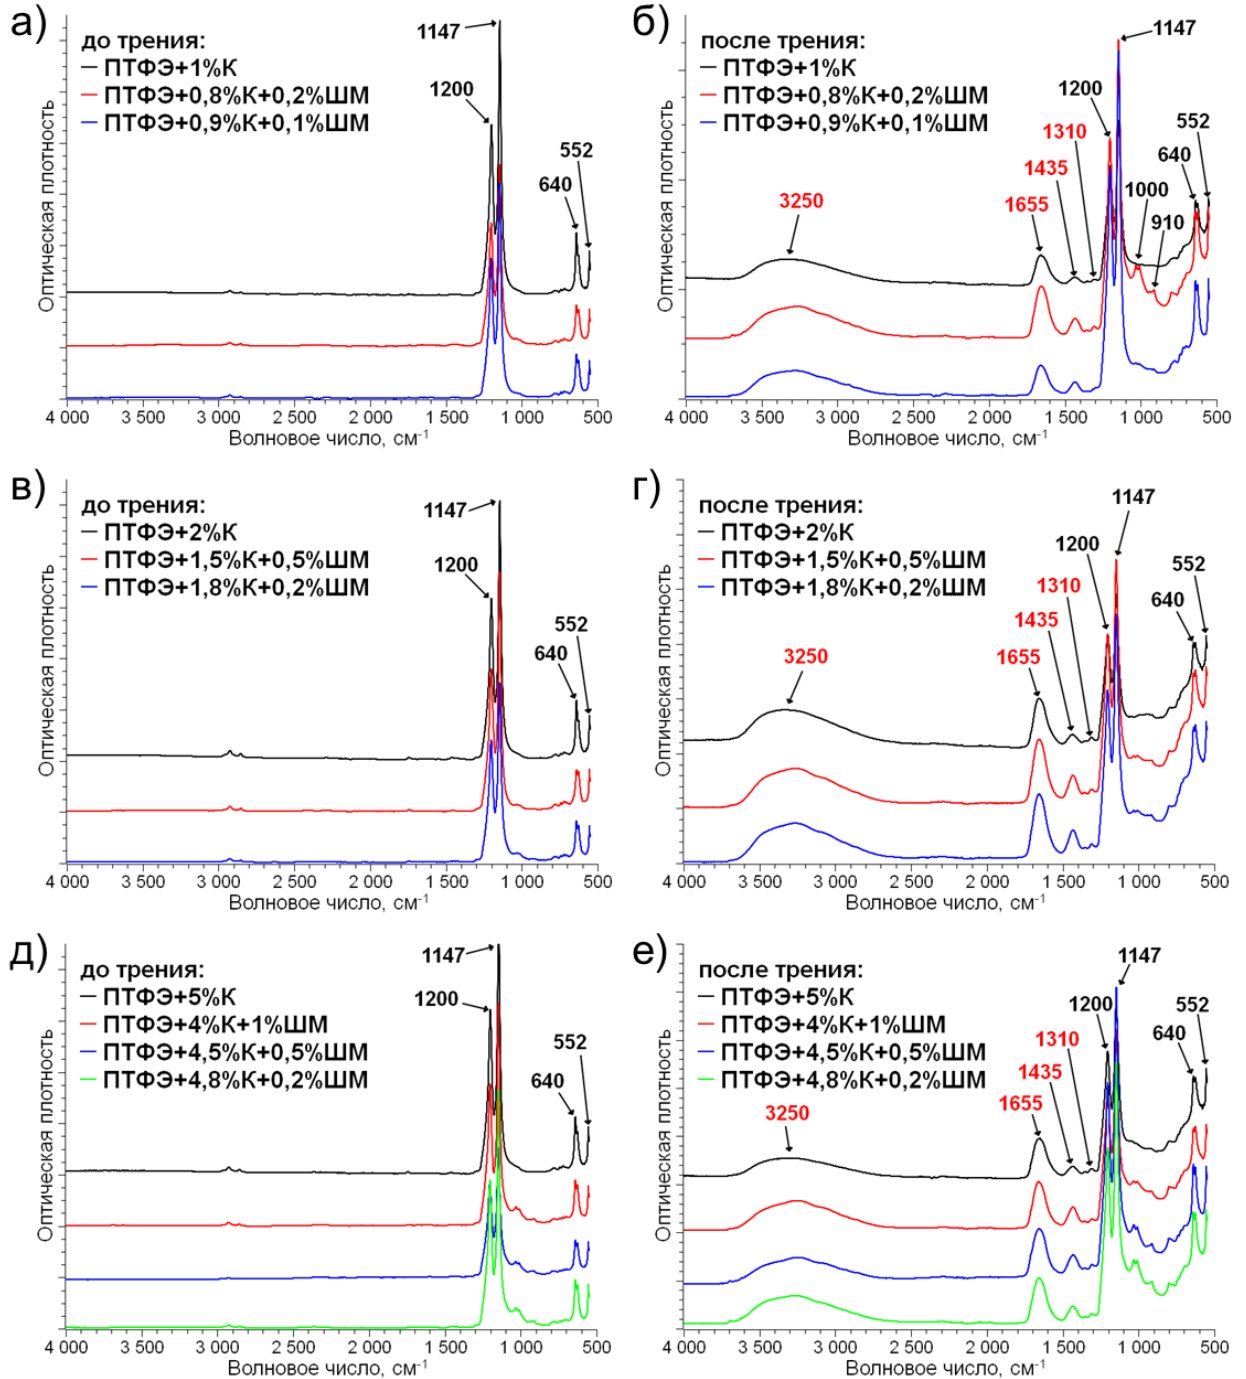 а)
до трения:
ПТФЭ+1%К
ПТФЭ+0,8%К+0,2%ШМ
ПТФЭ+0,9%К+0,1%ШМ
1147
1200
640
552
Оптическая плотность
4 000 3 500 3 000 2 500 2 000 1 500 1 000 500
Волновое число, см⁻¹
б)
после трения:
ПТФЭ+1%К
ПТФЭ+0,8%К+0,2%ШМ
ПТФЭ+0,9%К+0,1%ШМ
1147
1200
1310
1435
1655
3250
1000
910
640
552
Оптическая плотность
4 000 3 500 3 000 2 500 2 000 1 500 1 000 500
Волновое число, см⁻¹
в)
до трения:
ПТФЭ+2%К
ПТФЭ+1,5%К+0,5%ШМ
ПТФЭ+1,8%К+0,2%ШМ
1147
1200
640
552
Оптическая плотность
4 000 3 500 3 000 2 500 2 000 1 500 1 000 500
Волновое число, см⁻¹
г)
после трения:
ПТФЭ+2%К
ПТФЭ+1,5%К+0,5%ШМ
ПТФЭ+1,8%К+0,2%ШМ
1147
1200
1310
1435
1655
3250
640
552
Оптическая плотность
4 000 3 500 3 000 2 500 2 000 1 500 1 000 500
Волновое число, см⁻¹
д)
до трения:
ПТФЭ+5%К
ПТФЭ+4%К+1%ШМ
ПТФЭ+4,5%К+0,5%ШМ
ПТФЭ+4,8%К+0,2%ШМ
1147
1200
640
552
Оптическая плотность
4 000 3 500 3 000 2 500 2 000 1 500 1 000 500
Волновое число, см⁻¹
е)
после трения:
ПТФЭ+5%К
ПТФЭ+4%К+1%ШМ
ПТФЭ+4,5%К+0,5%ШМ
ПТФЭ+4,8%К+0,2%ШМ
1147
1200
1310
1435
1655
3250
640
552
Оптическая плотность
4 000 3 500 3 000 2 500 2 000 1 500 1 000 500
Волновое число, см⁻¹